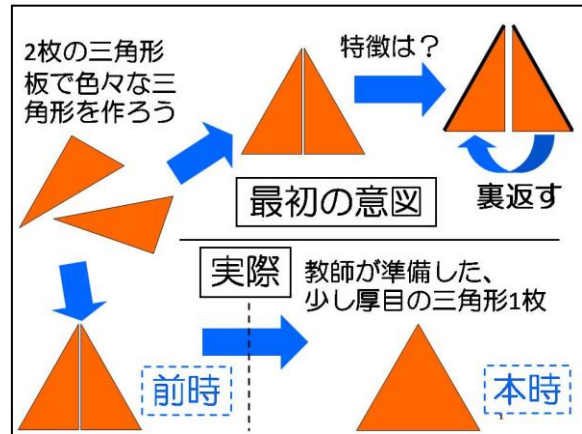 2枚の三角形
板で色々な三
角形を作ろう
特徴は？
裏返す
最初の意図
実際
教師が準備した、
少し厚目の三角形1枚
前時
本時
1